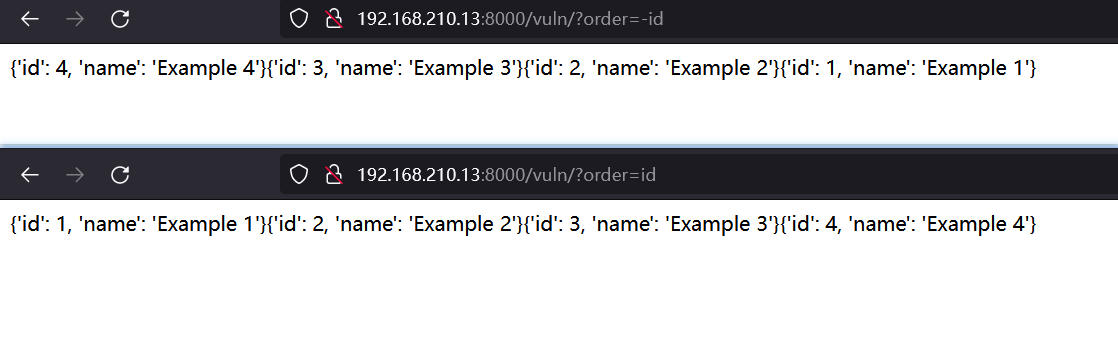 192.168.210.13:8000/vuln/?order=-id
{'id': 4, 'name': 'Example 4'}{'id': 3, 'name': 'Example 3'}{'id': 2, 'name': 'Example 2'}{'id': 1, 'name': 'Example 1'}
192.168.210.13:8000/vuln/?order=id
{'id': 1, 'name': 'Example 1'}{'id': 2, 'name': 'Example 2'}{'id': 3, 'name': 'Example 3'}{'id': 4, 'name': 'Example 4'}